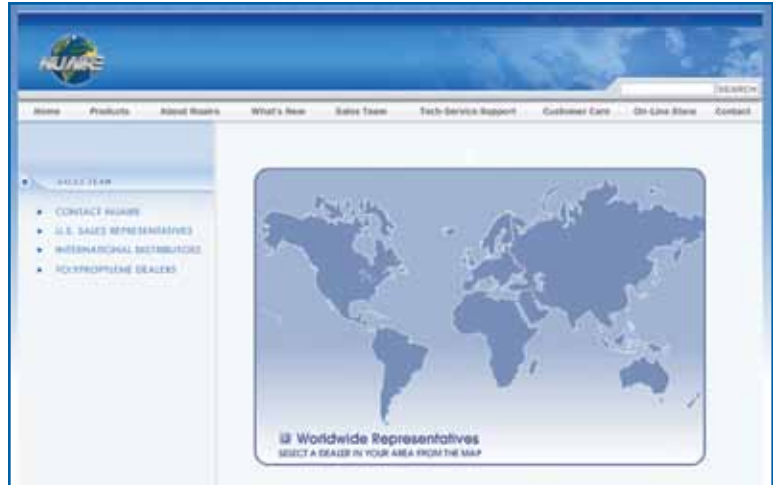 NUAIRE
SEARCH
Home Products About Nuaire What's New Sales Team Tech-Service Support Customer Care On-Line Store Contact
SALES TEAM
CONTACT NUAIRE
U.S. SALES REPRESENTATIVES
INTERNATIONAL DISTRIBUTORS
POLYPROPYLENE DEALERS
Worldwide Representatives
SELECT A DEALER IN YOUR AREA FROM THE MAP